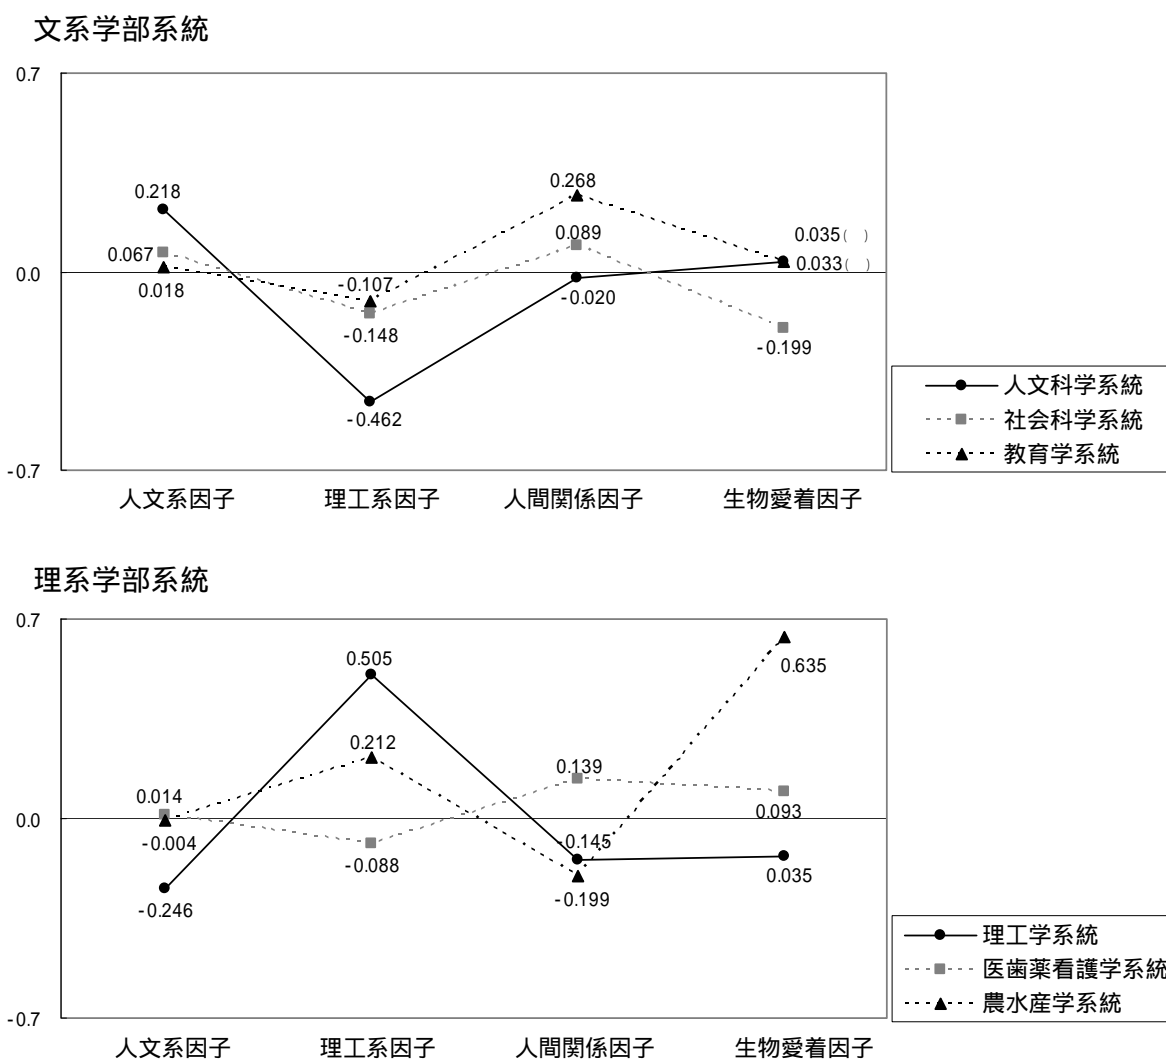 文系学部系統
0.7
0.218
0.268
0.067
0.089
0.035( )
0.0
0.018
-0.107
-0.020
0.033( )
-0.148
-0.199
-0.462
人文科学系統
社会科学系統
教育学系統
-0.7
人文系因子
理工系因子
人間関係因子
生物愛着因子
理系学部系統
0.7
0.505
0.635
0.212
0.139
0.014
0.093
0.0
-0.004
-0.145
-0.088
0.035
-0.246
-0.199
理工学系統
医歯薬看護学系統
農水産学系統
-0.7
人文系因子
理工系因子
人間関係因子
生物愛着因子